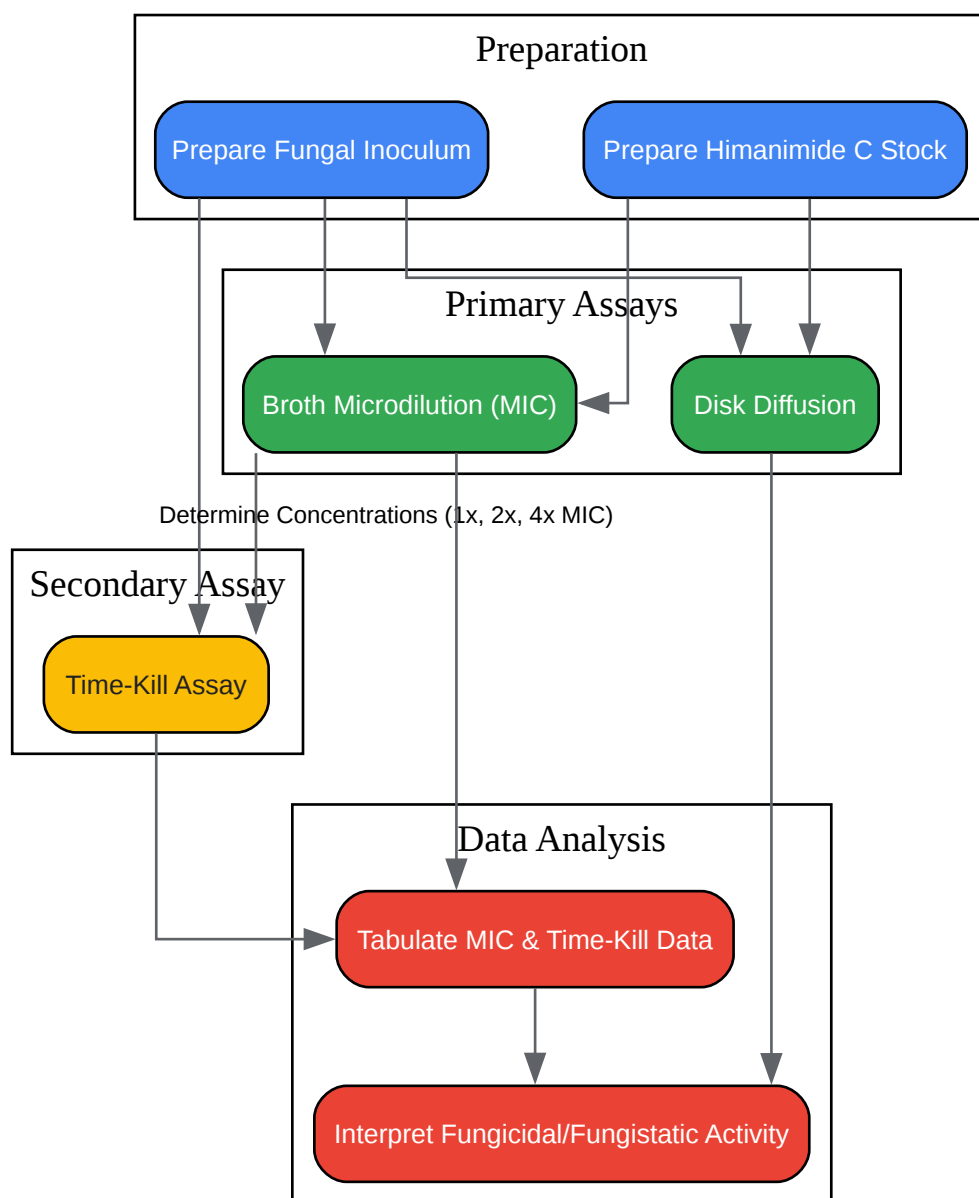 Preparation
Prepare Fungal Inoculum
Prepare Himanimide C Stock
Primary Assays
Broth Microdilution (MIC)
Disk Diffusion
Determine Concentrations (1x, 2x, 4x MIC)
Secondary Assay
Time-Kill Assay
Data Analysis
Tabulate MIC & Time-Kill Data
Interpret Fungicidal/Fungistatic Activity